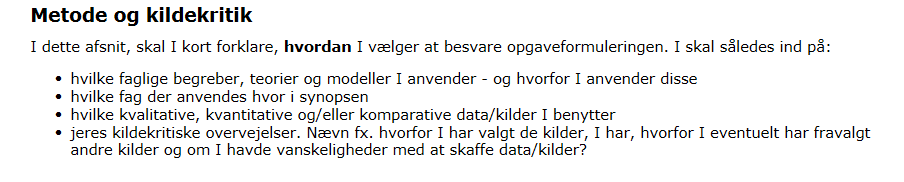 Metode og kildekritik
I dette afsnit, skal I kort forklare, hvordan I vælger at besvare opgaveformuleringen. I skal således ind på:
• hvilke faglige begreber, teorier og modeller I anvender - og hvorfor I anvender disse
• hvilke fag der anvendes hvor i synopsen
• hvilke kvalitative, kvantitative og/eller komparative data/kilder I benytter
• jeres kildekritiske overvejelser. Nævn fx. hvorfor I har valgt de kilder, I har, hvorfor I eventuelt har fravalgt
andre kilder og om I havde vanskeligheder med at skaffe data/kilder?